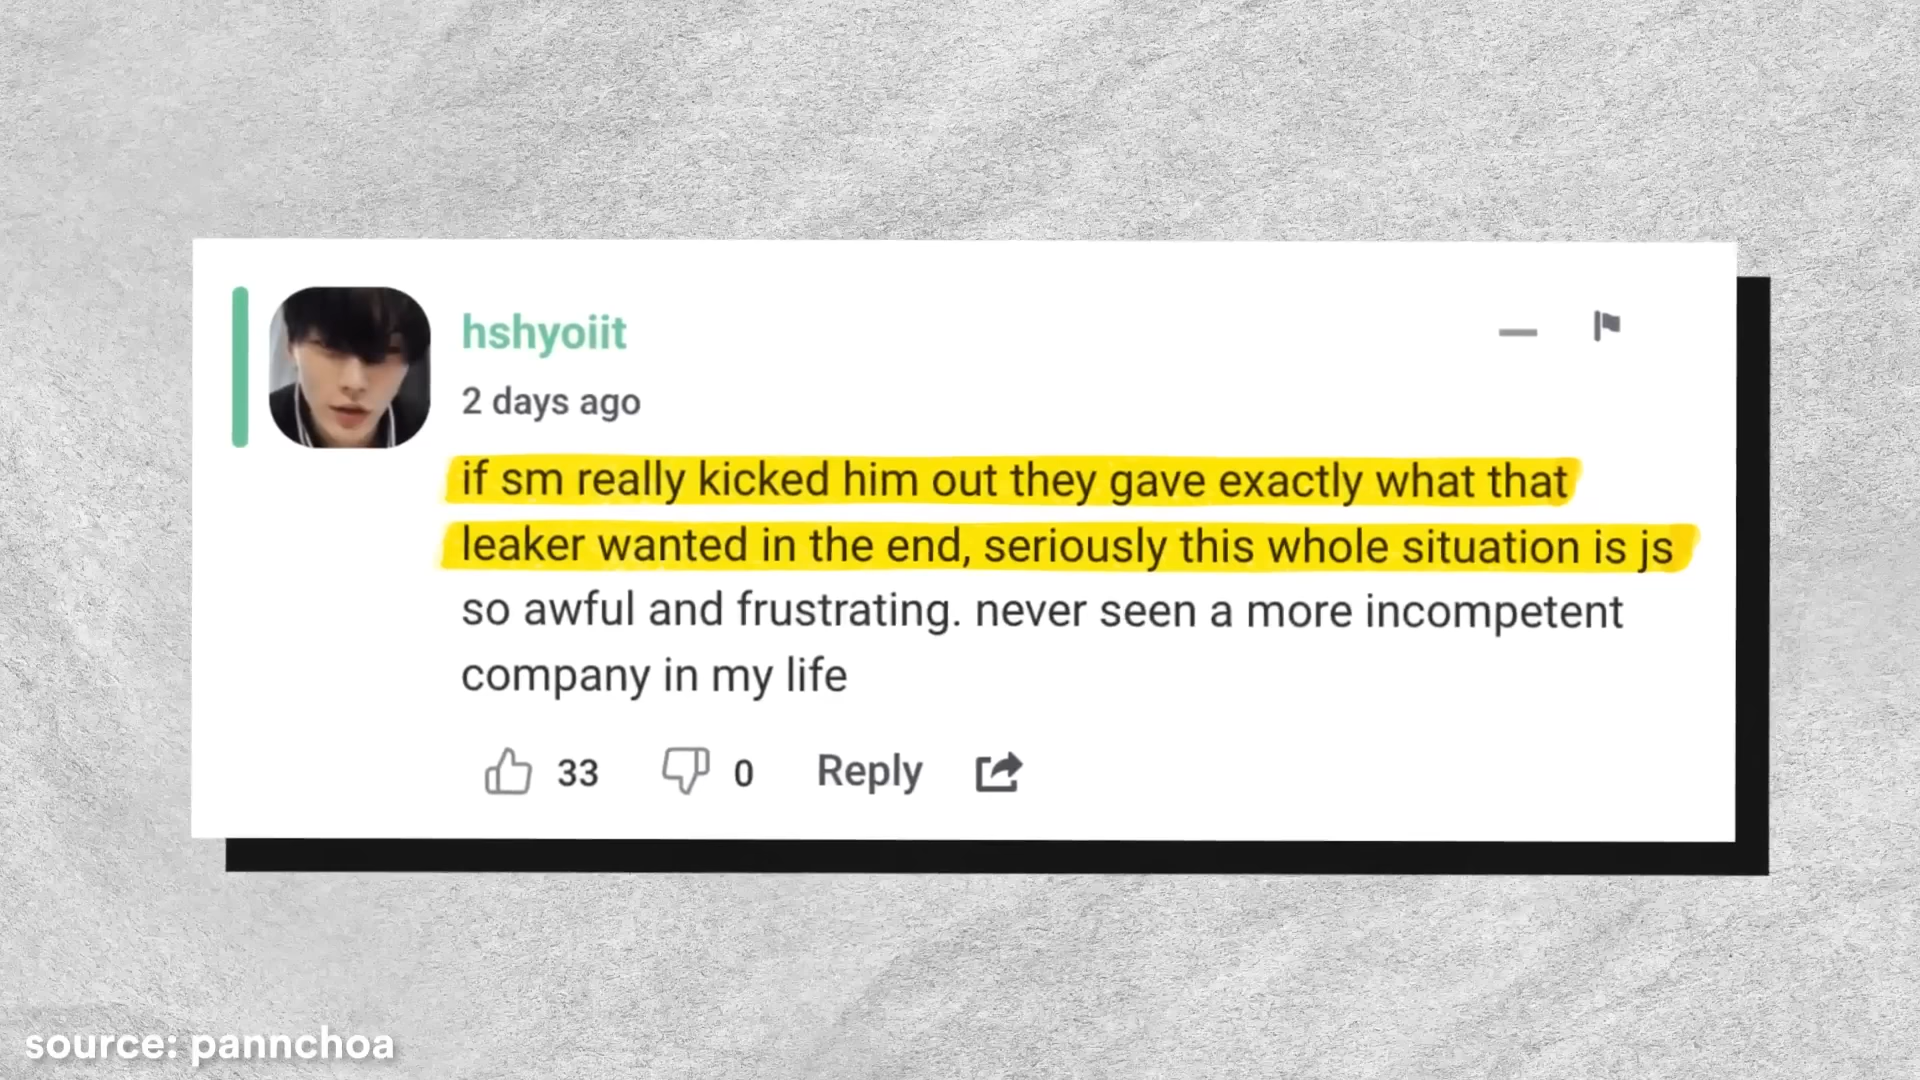 hshyoiit
2 days ago
if sm really kicked him out they gave exactly what that
leaker wanted in the end, seriously this whole situation is js
so awful and frustrating. never seen a more incompetent
company in my life
33 0 Reply
source: pannchoa